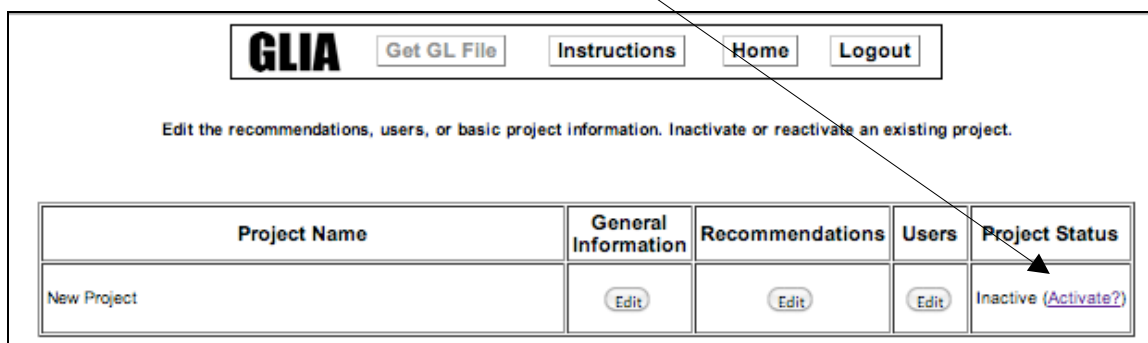 GLIA Get GL File Instructions Home Logout
Edit the recommendations, users, or basic project information. Inactivate or reactivate an existing project.
Project Name General Information Recommendations Users Project Status
New Project Edit Edit Edit Inactive (Activate?)